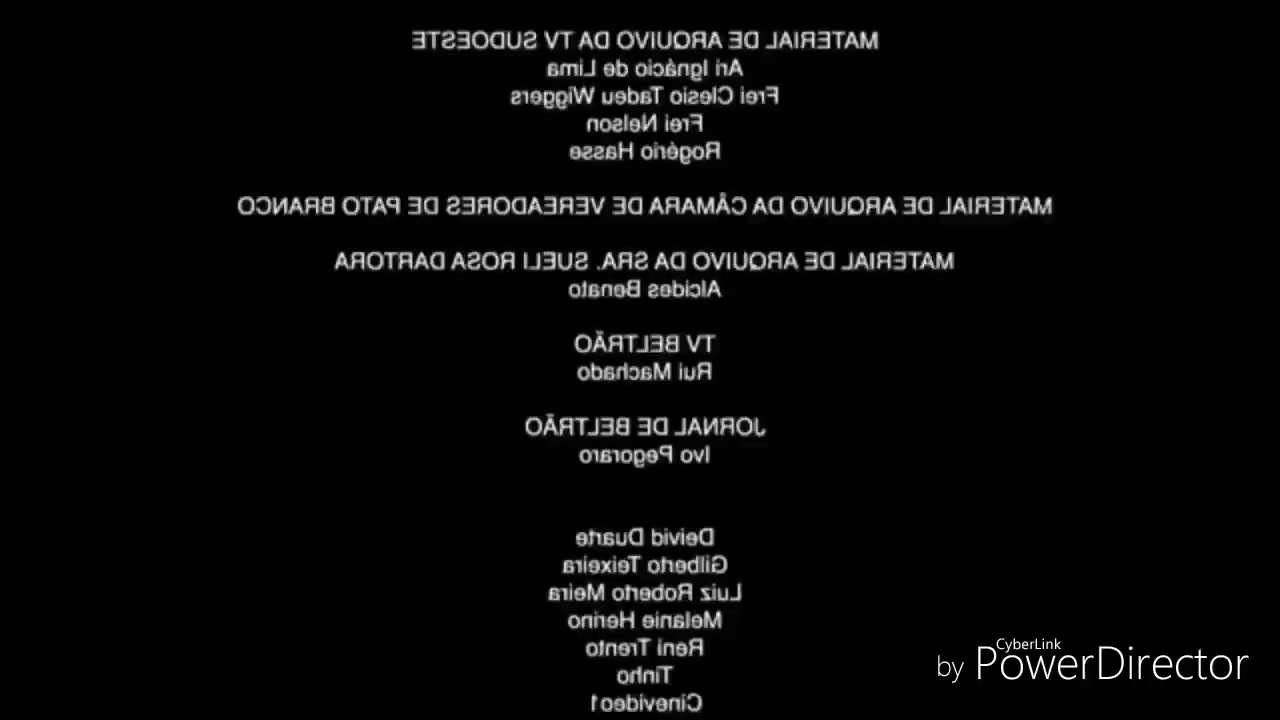 MATERIAL DE ARQUIVO DA TV SUDOESTE
Ari Ignácio de Lima
Frei Clesio Tadeu Wiggers
Frei Nelson
Rogério Hasse
MATERIAL DE ARQUIVO DA CÂMARA DE VEREADORES DE PATO BRANCO
MATERIAL DE ARQUIVO DA SRA. SUELI ROSA DARTORA
Alcides Benato
TV BELTRÃO
Rui Machado
JORNAL DE BELTRÃO
Ivo Pegoraro
Deivid Duarte
Gilberto Teixeira
Luiz Roberto Meira
Melanie Herino
Reni Trento
Tinho
Cinevideo1
CyberLink
by PowerDirector